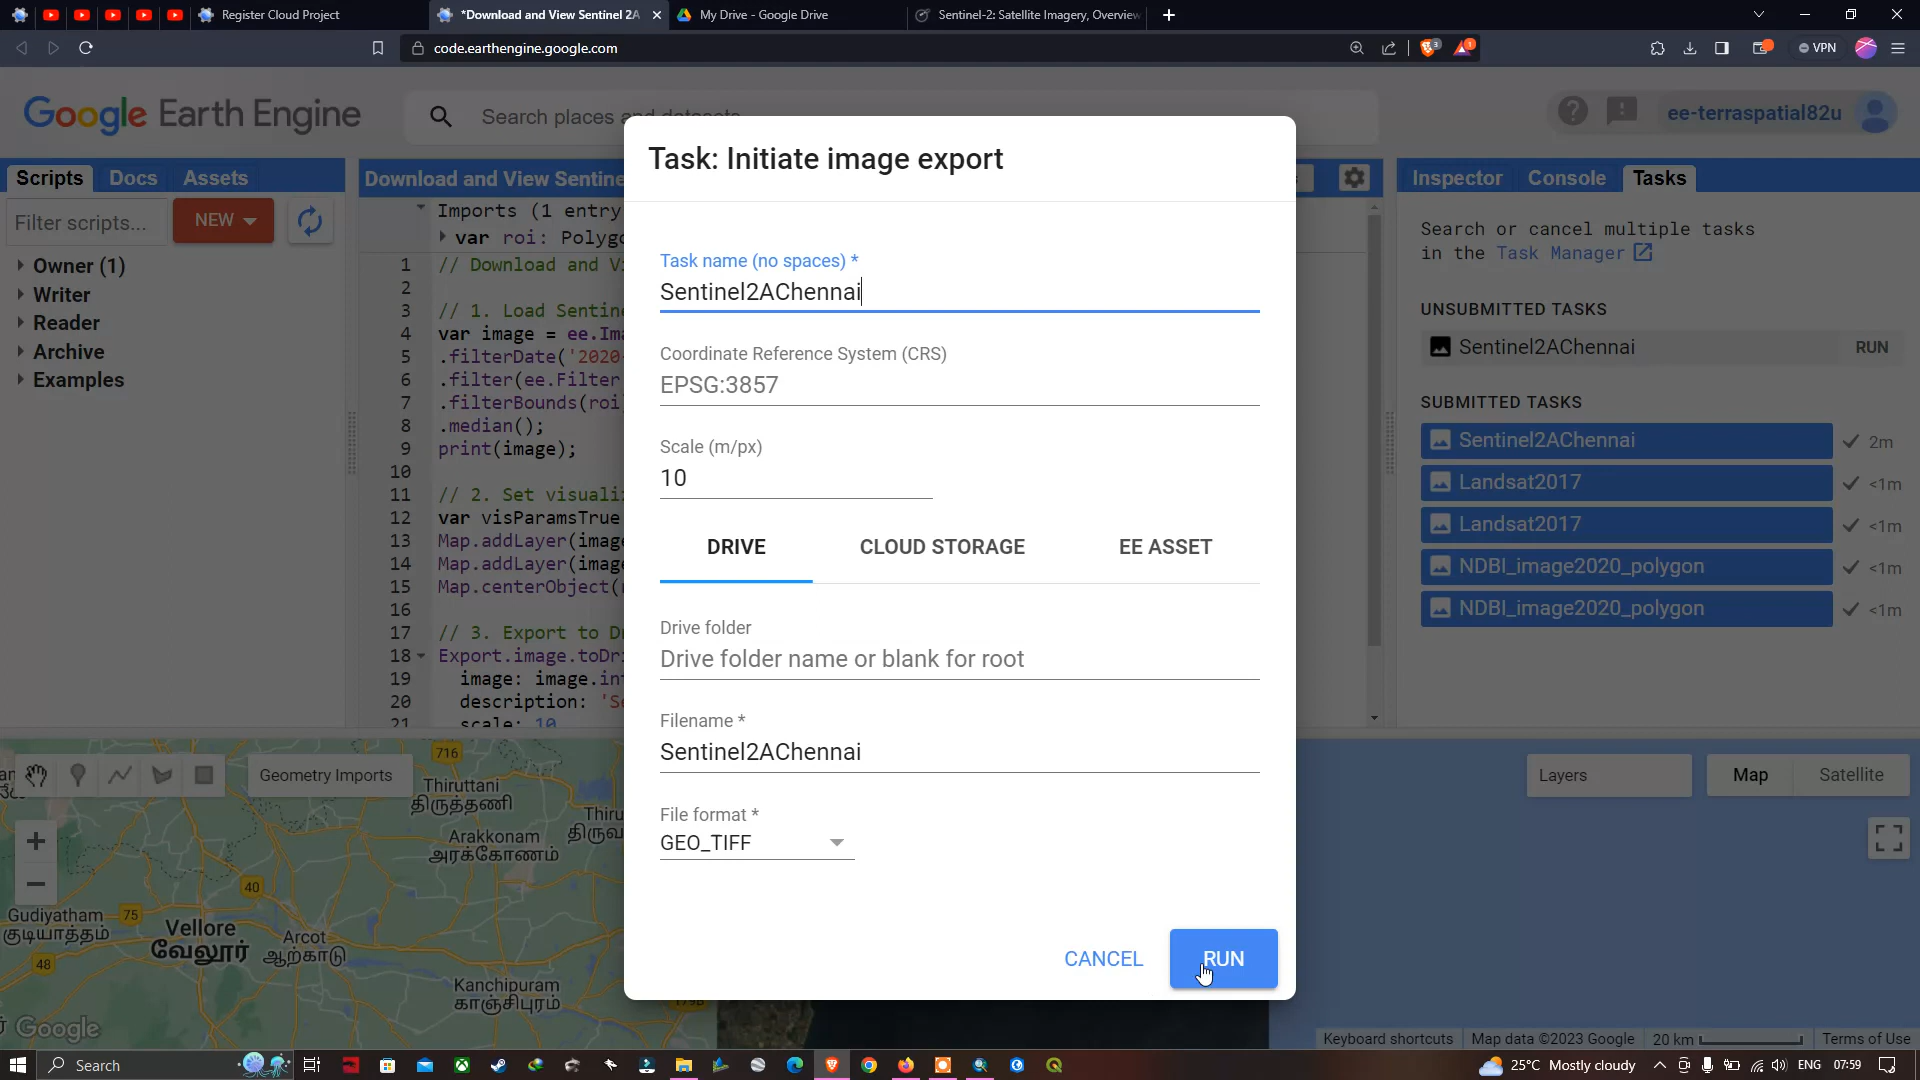 Register Cloud Project
*Download and View Sentinel 2A
My Drive - Google Drive
Sentinel-2: Satellite Imagery, Overview
code.earthengine.google.com
VPN
Google Earth Engine
Search places and datasets...
ee-terraspatial82u
Task: Initiate image export
Scripts Docs Assets
Download and View Sentine
Inspector Console Tasks
Filter scripts...
NEW
Owner (1)
Writer
Reader
Archive
Examples
Imports (1 entry
var roi: Polygo
1 // Download and Vi
2
3 // 1. Load Sentine
4 var image = ee.Ima
5 .filterDate('2020-
6 .filter(ee.Filter
7 .filterBounds(roi
8 .median();
9 print(image);
10
11 // 2. Set visuali
12 var visParamsTrue
13 Map.addLayer(image
14 Map.addLayer(image
15 Map.centerObject(
16
17 // 3. Export to Dr
18 Export.image.toDri
19 image: image.int
20 description: 'Se
21 scale: 10
Task name (no spaces) *
Sentinel2AChennai
Coordinate Reference System (CRS)
EPSG:3857
Scale (m/px)
10
DRIVE CLOUD STORAGE EE ASSET
Drive folder
Drive folder name or blank for root
Filename *
Sentinel2AChennai
File format *
GEO_TIFF
CANCEL RUN
Search or cancel multiple tasks
in the Task Manager
UNSUBMITTED TASKS
Sentinel2AChennai RUN
SUBMITTED TASKS
Sentinel2AChennai 2m
Landsat2017 <1m
Landsat2017 <1m
NDBI_image2020_polygon <1m
NDBI_image2020_polygon <1m
716
Geometry Imports
Thiruttani
திருத்தணி
Arakkonam
அரக்கோணம்
40
Gudiyatham
குடியாத்தம்
75
Vellore
வேலூர்
Arcot
ஆற்காடு
48
Kanchipuram
காஞ்சிபுரம்
179B
Google
Layers
Map Satellite
Keyboard shortcuts Map data ©2023 Google 20 km Terms of Use
Search
25°C Mostly cloudy
ENG 07:59